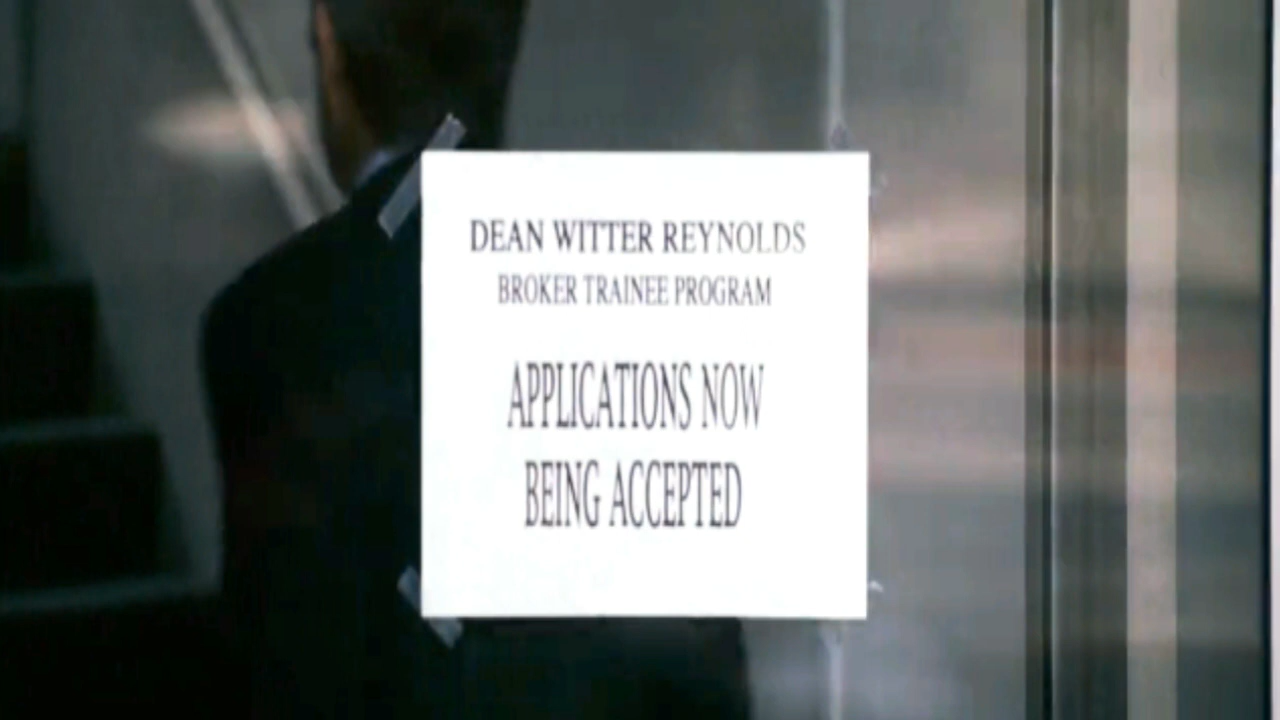 DEAN WITTER REYNOLDS
BROKER TRAINEE PROGRAM
APPLICATIONS NOW
BEING ACCEPTED